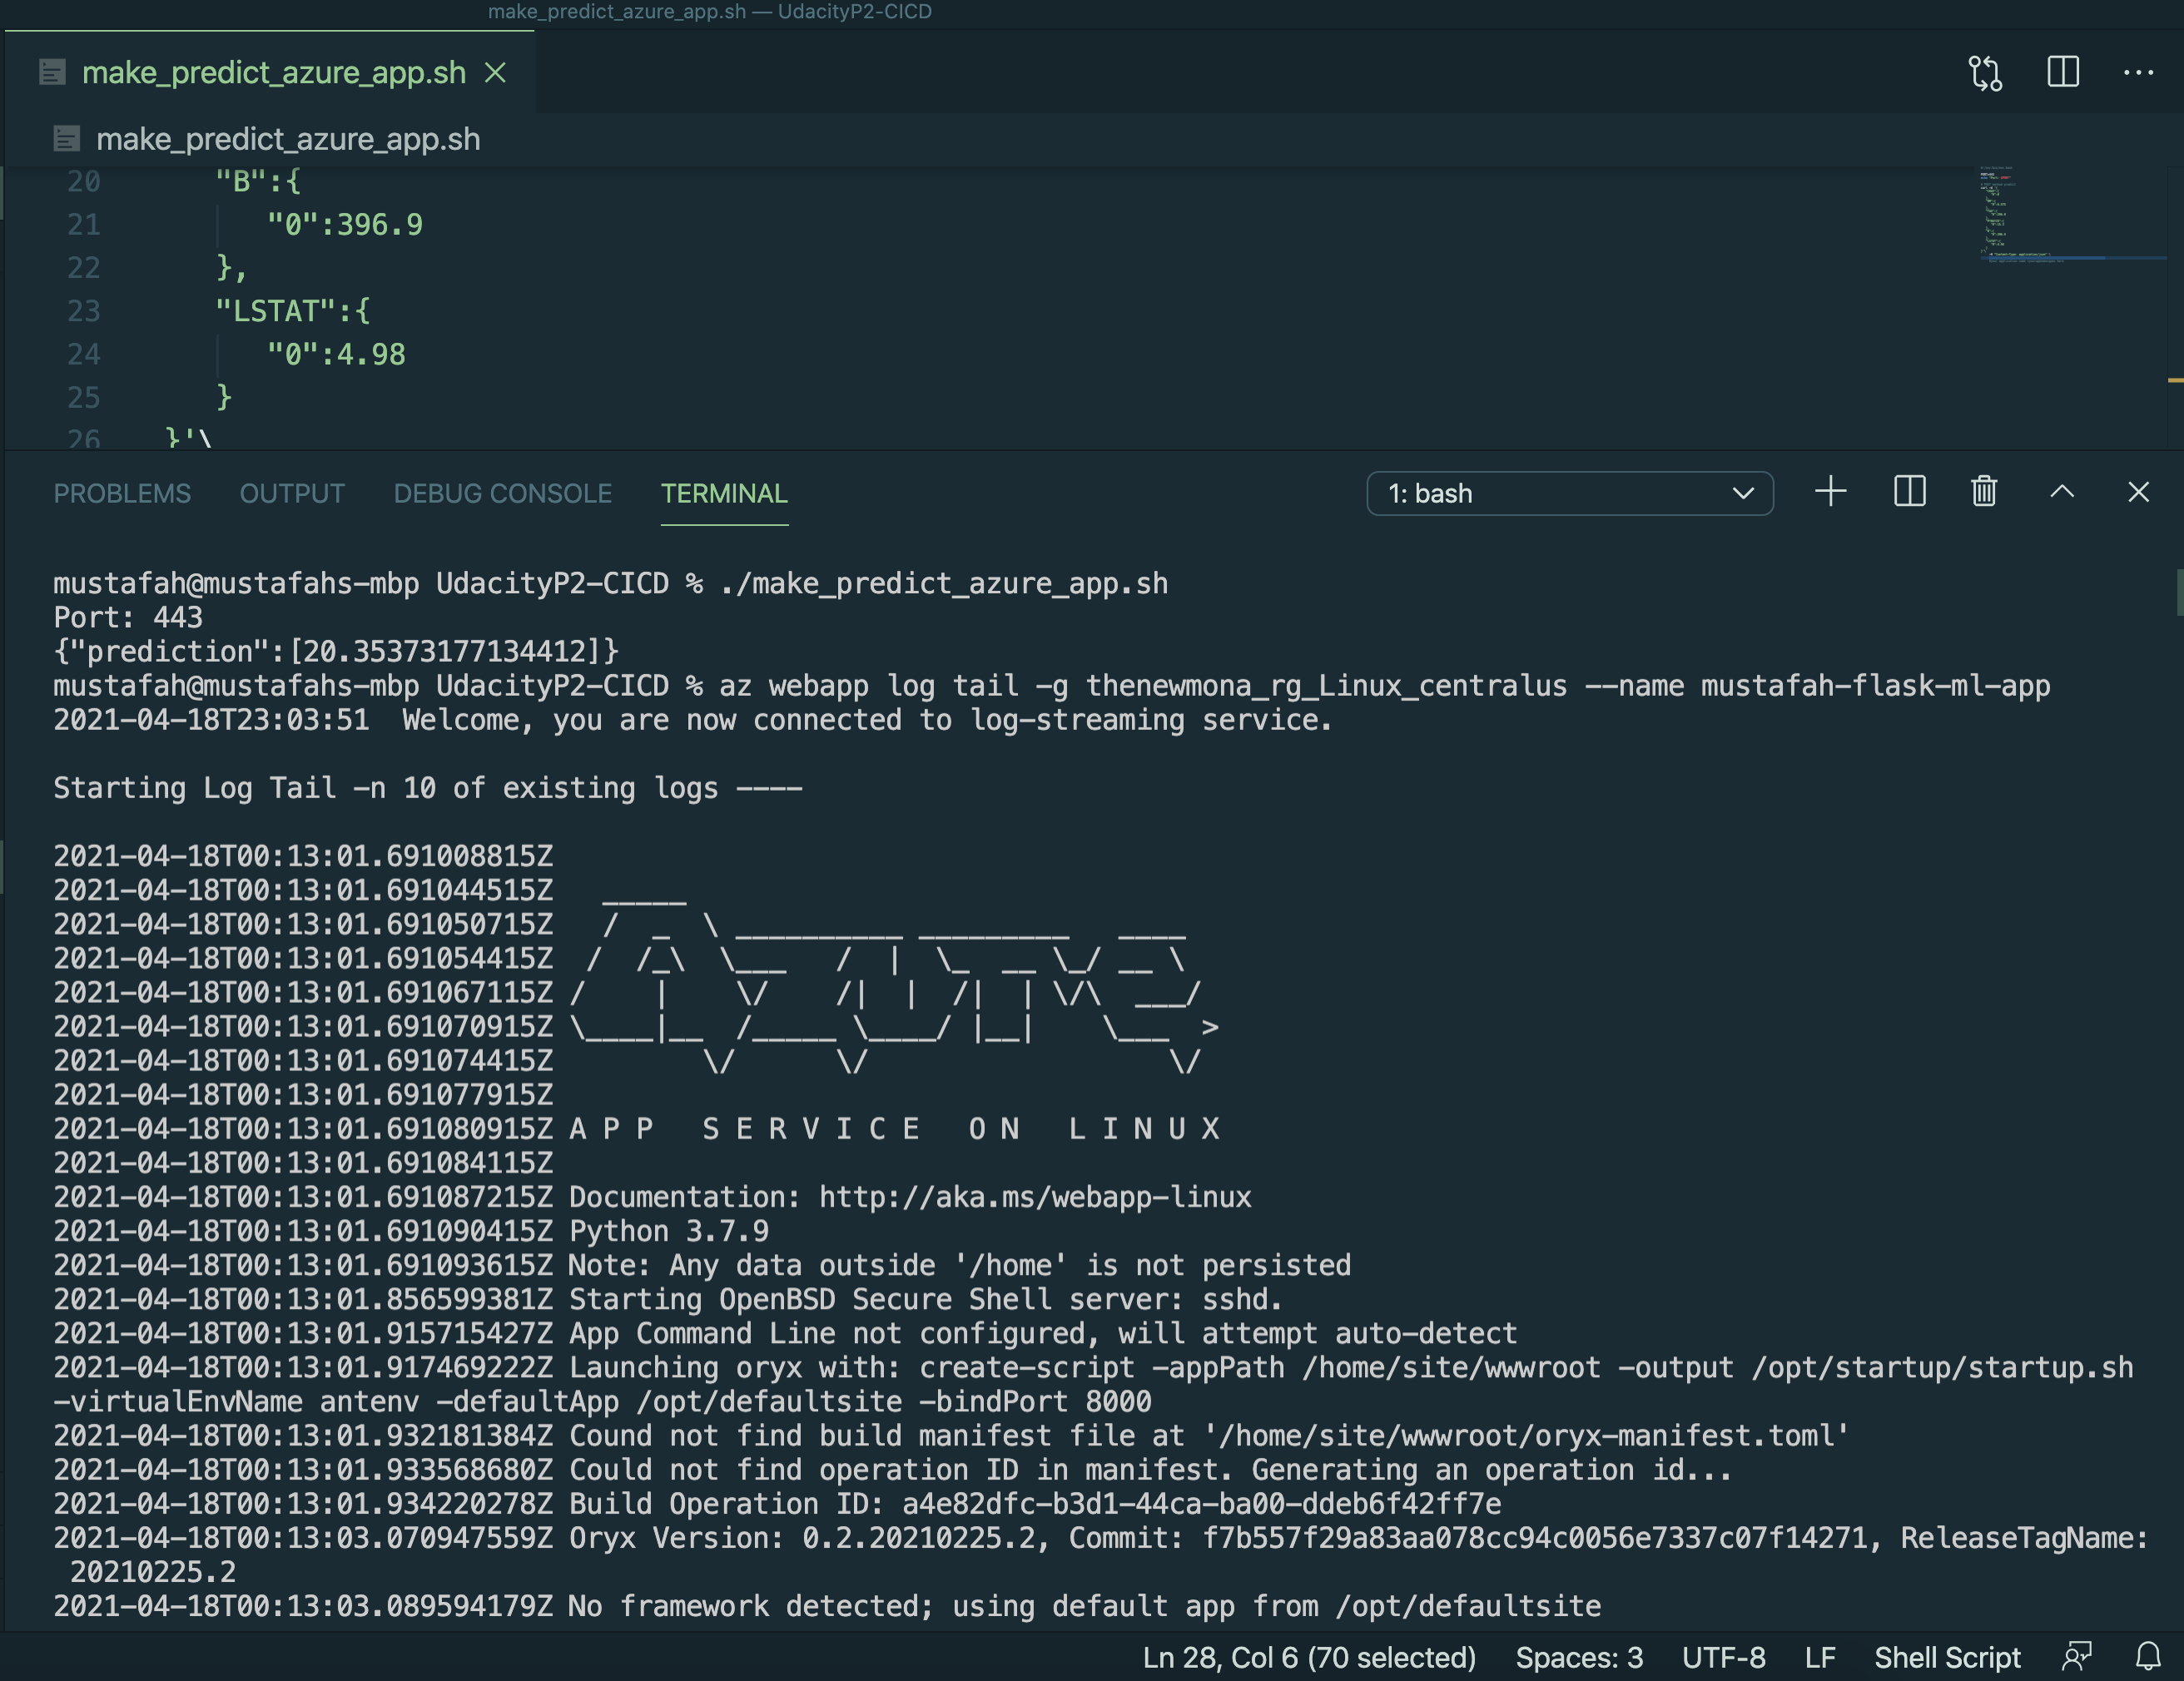 make_predict_azure_app.sh — UdacityP2-CICD
make_predict_azure_app.sh
make_predict_azure_app.sh
20 "B":{
21 "0":396.9
22 },
23 "LSTAT":{
24 "0":4.98
25 }
26 }'\
PROBLEMS OUTPUT DEBUG CONSOLE TERMINAL 1: bash
mustafah@mustafahs-mbp UdacityP2-CICD % ./make_predict_azure_app.sh
Port: 443
{"prediction":[20.35373177134412]}
mustafah@mustafahs-mbp UdacityP2-CICD % az webapp log tail -g thenewmona_rg_Linux_centralus --name mustafah-flask-ml-app
2021-04-18T23:03:51  Welcome, you are now connected to log-streaming service.
Starting Log Tail -n 10 of existing logs ----
2021-04-18T00:13:01.691008815Z
2021-04-18T00:13:01.691044515Z   _____
2021-04-18T00:13:01.691050715Z   /  _  \ __________ _________   ____
2021-04-18T00:13:01.691054415Z  /  /_\  \___   /  |  \_  __ \_/ __ \
2021-04-18T00:13:01.691067115Z /    |    \/    /|  |  /|  | \/\  ___/
2021-04-18T00:13:01.691070915Z \____|__  /_____ \____/ |__|    \___  >
2021-04-18T00:13:01.691074415Z         \/      \/                  \/
2021-04-18T00:13:01.691077915Z
2021-04-18T00:13:01.691080915Z A P P   S E R V I C E   O N   L I N U X
2021-04-18T00:13:01.691084115Z
2021-04-18T00:13:01.691087215Z Documentation: http://aka.ms/webapp-linux
2021-04-18T00:13:01.691090415Z Python 3.7.9
2021-04-18T00:13:01.691093615Z Note: Any data outside '/home' is not persisted
2021-04-18T00:13:01.856599381Z Starting OpenBSD Secure Shell server: sshd.
2021-04-18T00:13:01.915715427Z App Command Line not configured, will attempt auto-detect
2021-04-18T00:13:01.917469222Z Launching oryx with: create-script -appPath /home/site/wwwroot -output /opt/startup/startup.sh
-virtualEnvName antenv -defaultApp /opt/defaultsite -bindPort 8000
2021-04-18T00:13:01.932181384Z Cound not find build manifest file at '/home/site/wwwroot/oryx-manifest.toml'
2021-04-18T00:13:01.933568680Z Could not find operation ID in manifest. Generating an operation id...
2021-04-18T00:13:01.934220278Z Build Operation ID: a4e82dfc-b3d1-44ca-ba00-ddeb6f42ff7e
2021-04-18T00:13:03.070947559Z Oryx Version: 0.2.20210225.2, Commit: f7b557f29a83aa078cc94c0056e7337c07f14271, ReleaseTagName:
20210225.2
2021-04-18T00:13:03.089594179Z No framework detected; using default app from /opt/defaultsite
Ln 28, Col 6 (70 selected) Spaces: 3 UTF-8 LF Shell Script